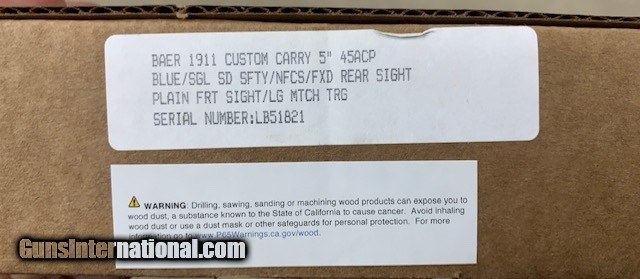 BAER 1911 CUSTOM CARRY 5" 45ACP
BLUE/SGL SD SFTY/NFCS/FXD REAR SIGHT
PLAIN FRT SIGHT/LG MTCH TRG
SERIAL NUMBER:LB51821
WARNING: Drilling, sawing, sanding or machining wood products can expose you to
wood dust, a substance known to the State of California to cause cancer. Avoid inhaling
wood dust or use a dust mask or other safeguards for personal protection. For more
information go to www.P65Warnings.ca.gov/wood.
GunsInternational.com